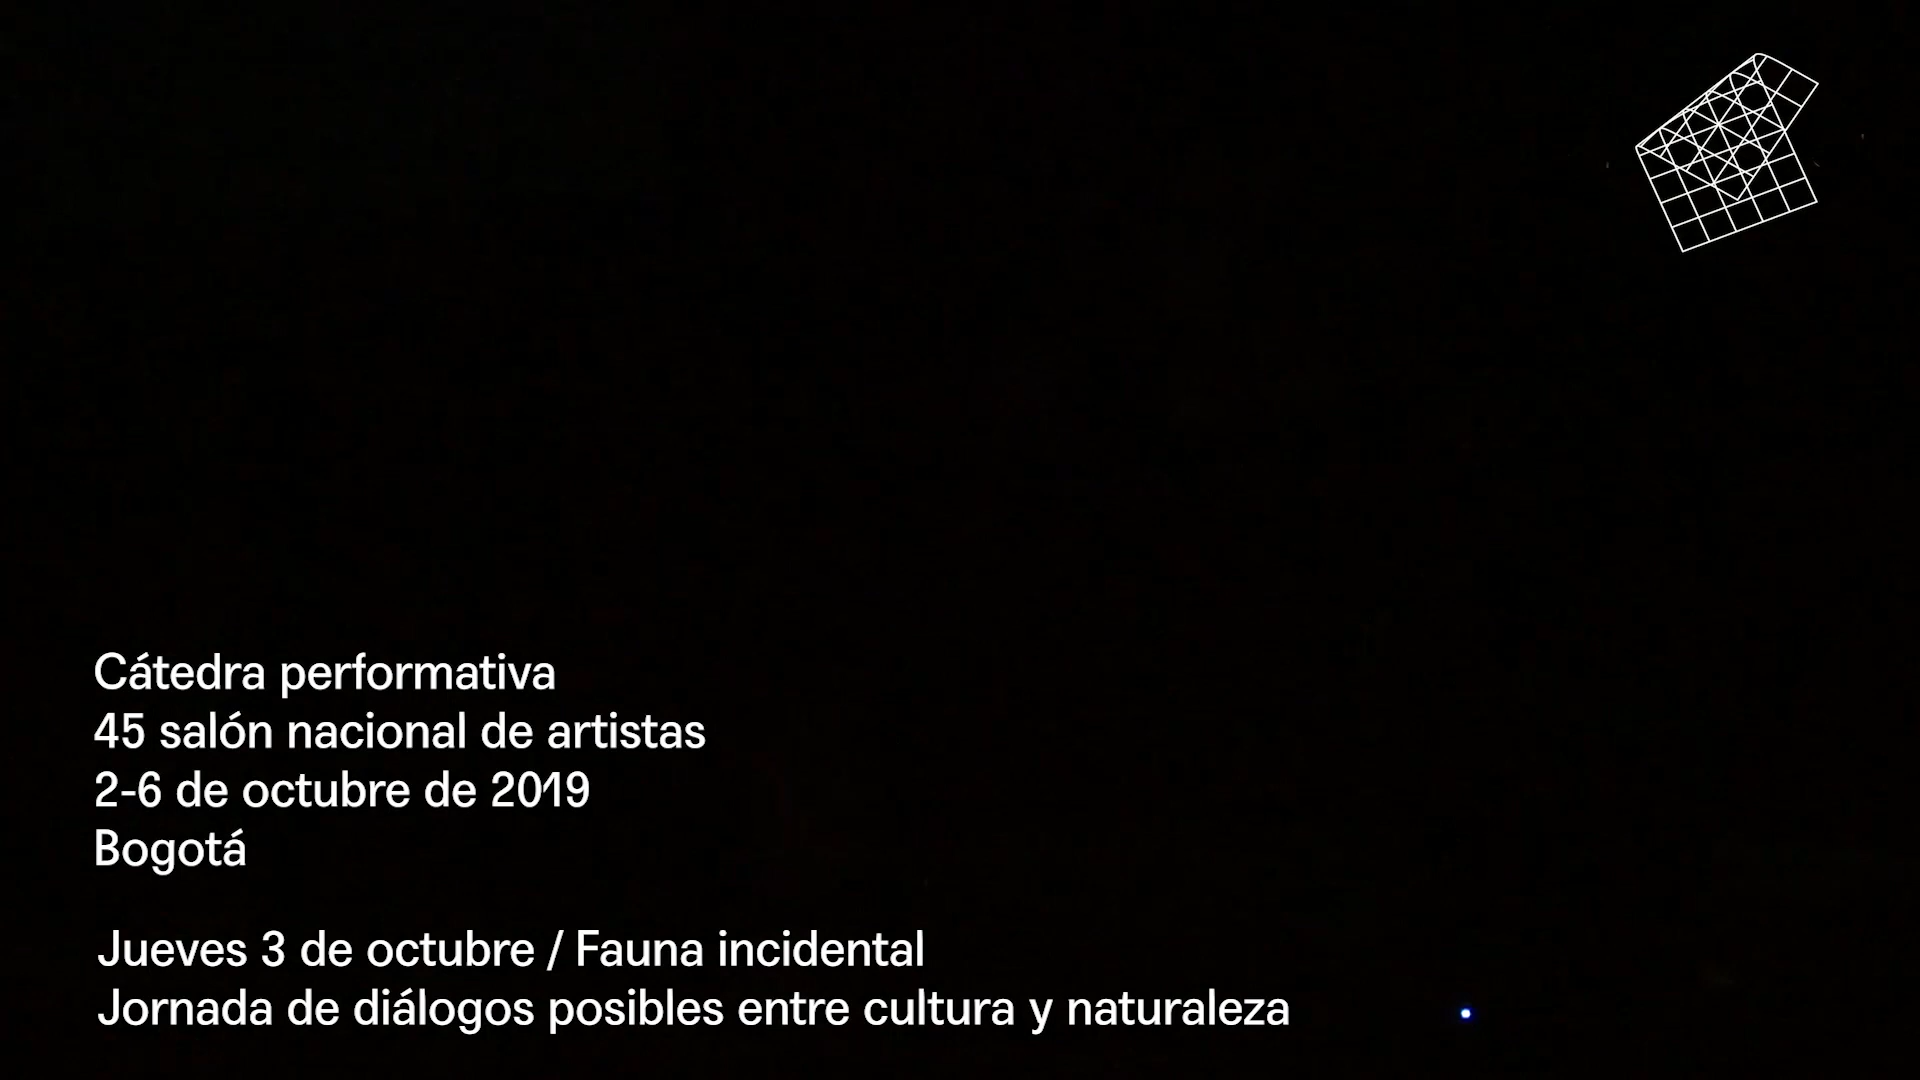 Cátedra performativa
45 salón nacional de artistas
2-6 de octubre de 2019
Bogotá
Jueves 3 de octubre / Fauna incidental
Jornada de diálogos posibles entre cultura y naturaleza